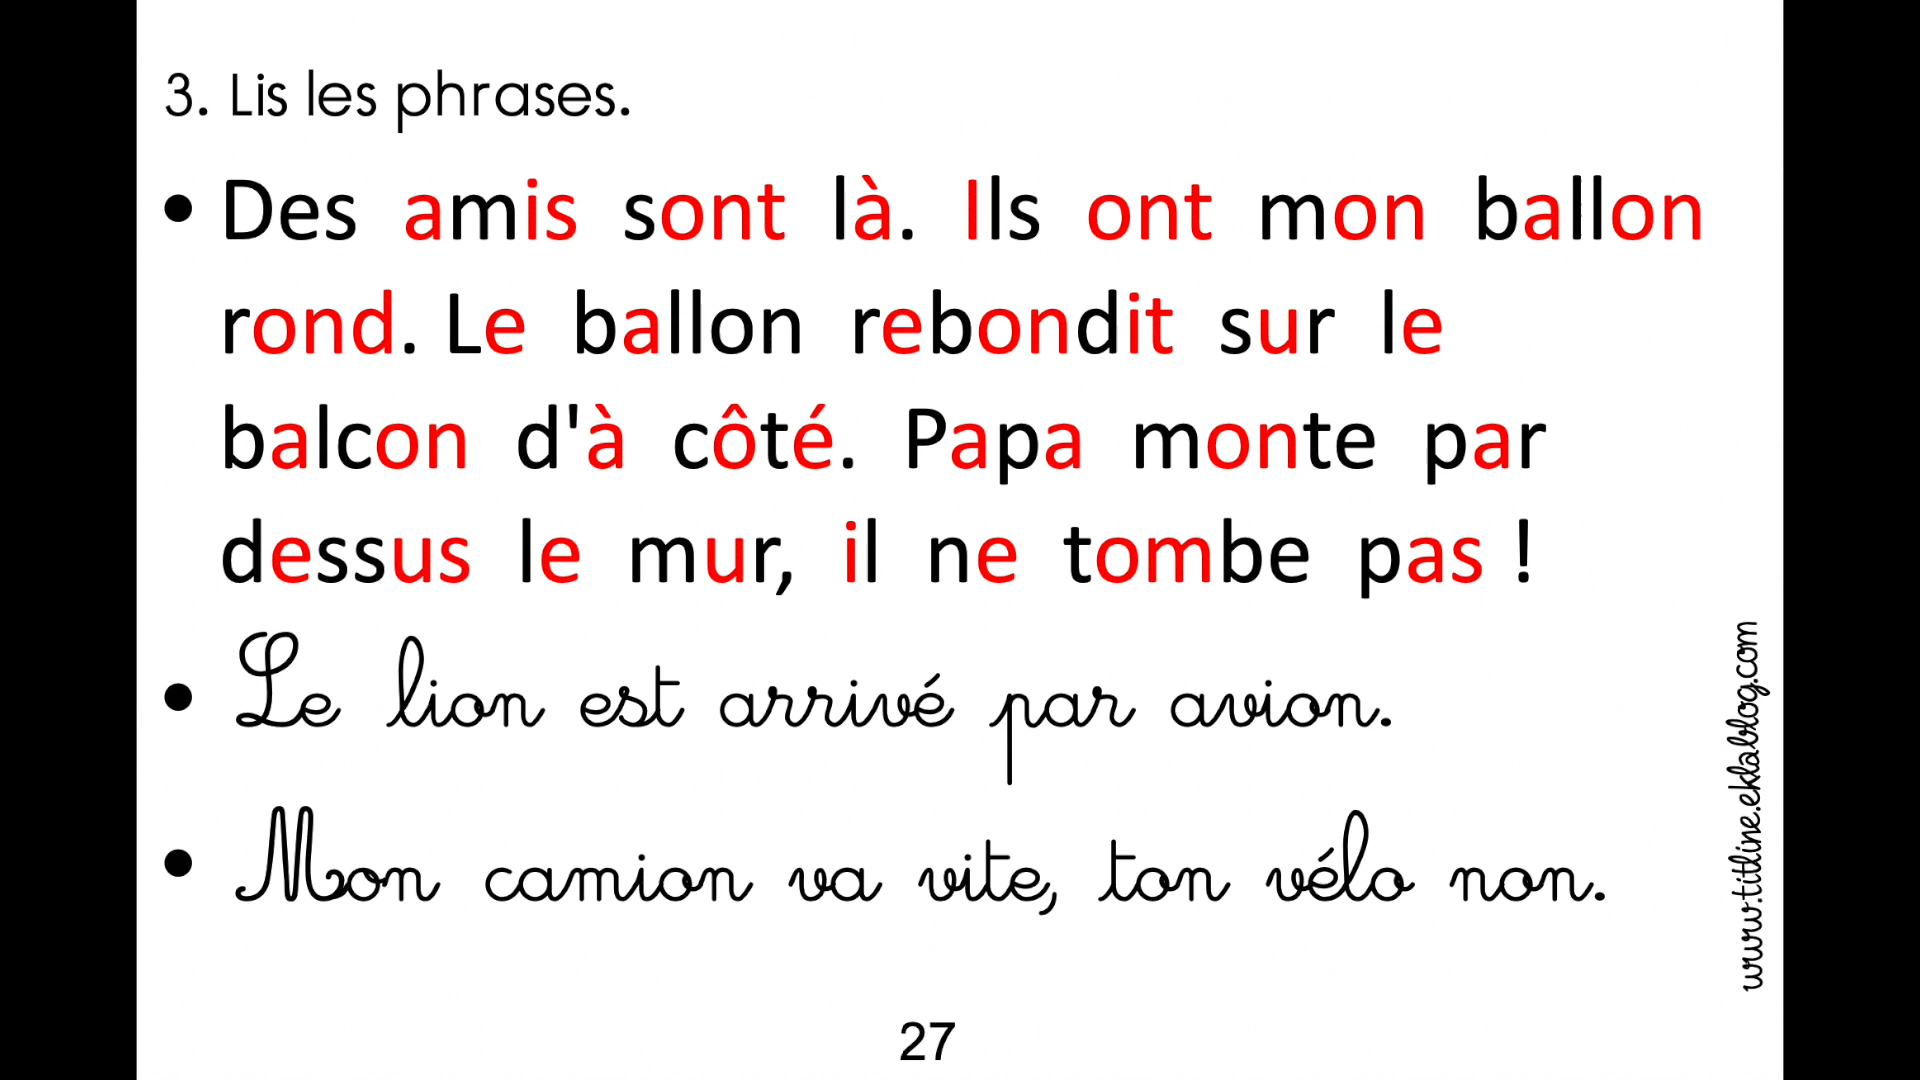 3. Lis les phrases.
• Des amis sont là. Ils ont mon ballon
rond. Le ballon rebondit sur le
balcon d'à côté. Papa monte par
dessus le mur, il ne tombe pas !
• Le lion est arrivé par avion.
• Mon camion va vite, ton vélo non.
www.titline.eklablog.com
27